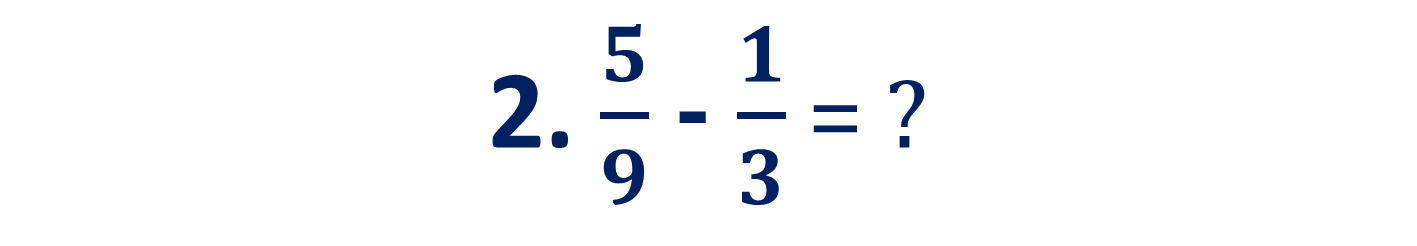 2. 5/9 - 1/3 = ?